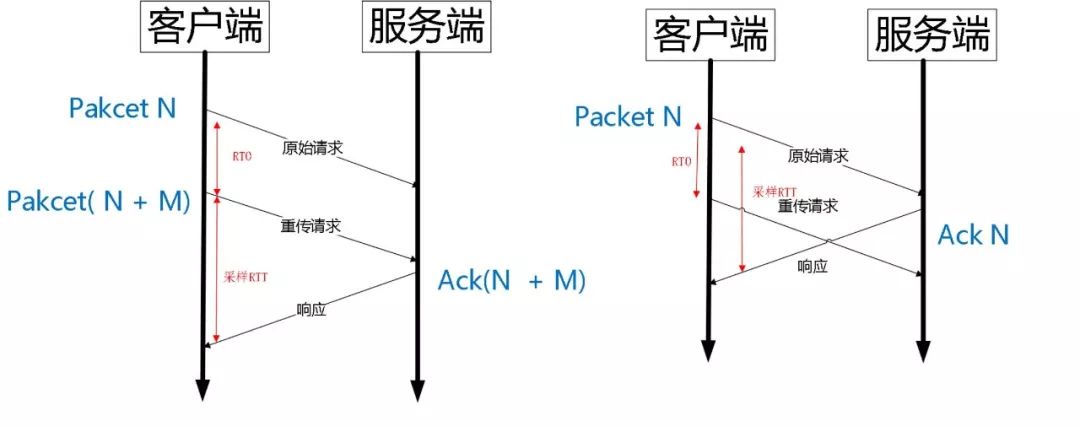 客户端
服务端
Pakcet N
原始请求
RTO
Pakcet( N + M)
重传请求
采样RTT
Ack(N + M)
响应
客户端
服务端
Packet N
原始请求
RTO
采样RTT
重传请求
Ack N
响应